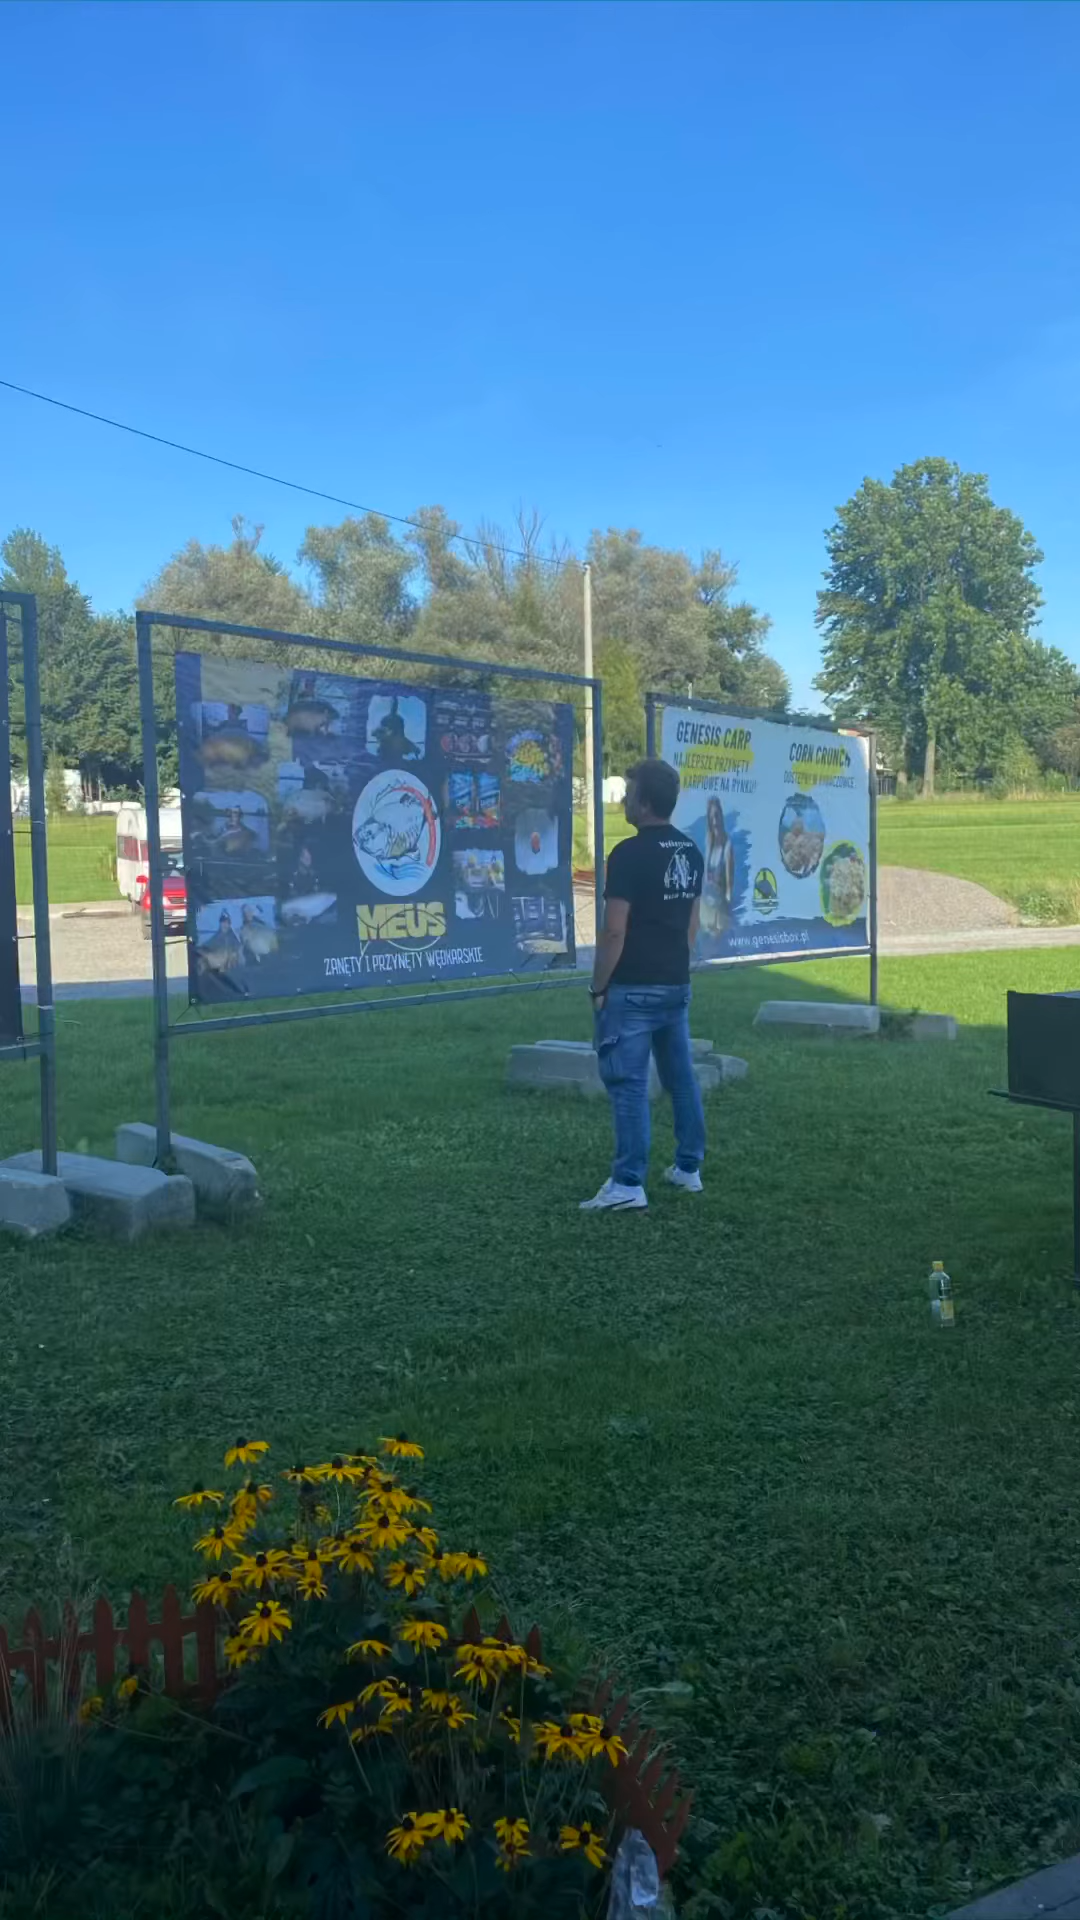 MEUS
ZANĘTY I PRZYNĘTY WĘDKARSKIE
GENESIS CARP
NAJLEPSZE PRZYNĘTY
KARPIOWE NA RYNKU!
CORN CRUNCH
www.genesisbox.pl